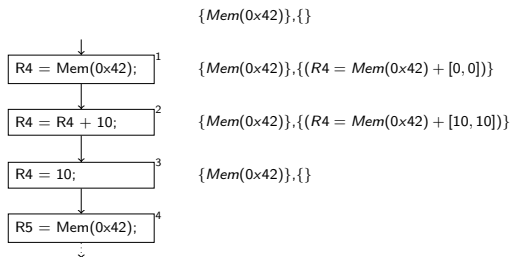 {Mem(0x42)},{}
R4 = Mem(0x42); 1 {Mem(0x42)},{(R4 = Mem(0x42) + [0, 0])}
R4 = R4 + 10; 2 {Mem(0x42)},{(R4 = Mem(0x42) + [10, 10])}
R4 = 10; 3 {Mem(0x42)},{}
R5 = Mem(0x42); 4